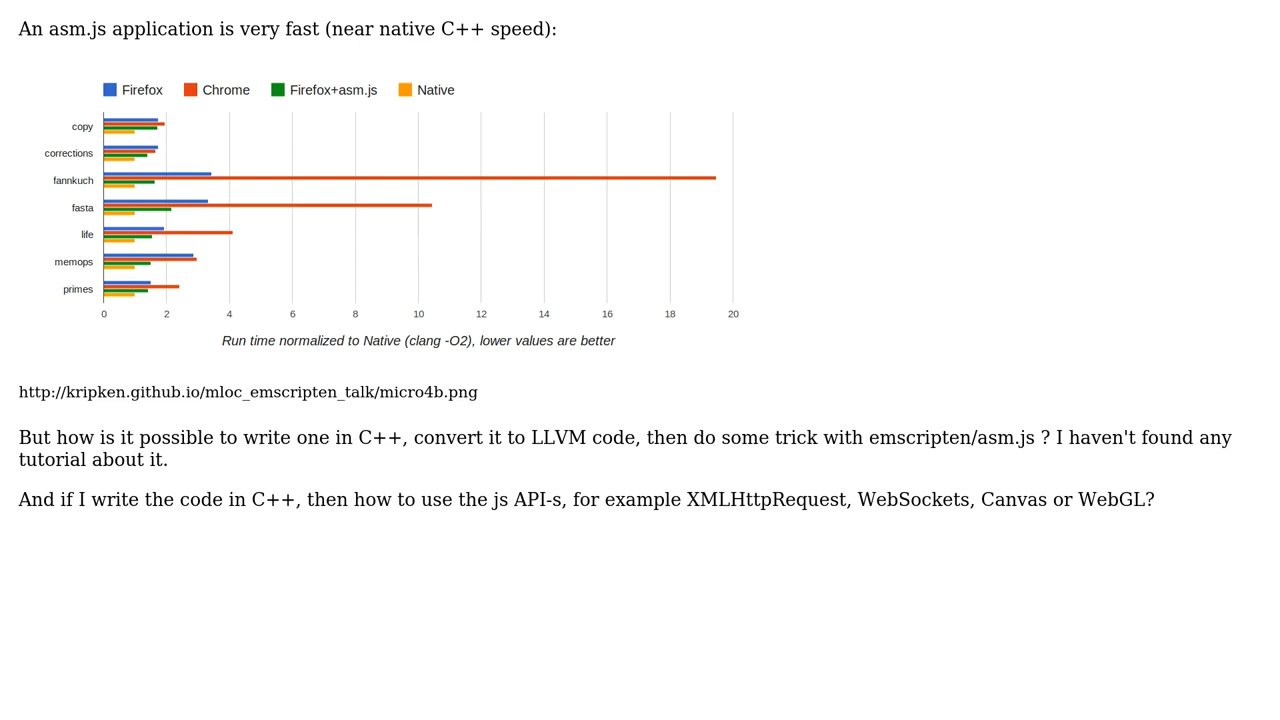 An asm.js application is very fast (near native C++ speed):
Firefox Chrome Firefox+asm.js Native
copy
corrections
fannkuch
fasta
life
memops
primes
0 2 4 6 8 10 12 14 16 18 20
Run time normalized to Native (clang -O2), lower values are better
http://kripken.github.io/mloc_emscripten_talk/micro4b.png
But how is it possible to write one in C++, convert it to LLVM code, then do some trick with emscripten/asm.js ? I haven't found any
tutorial about it.
And if I write the code in C++, then how to use the js API-s, for example XMLHttpRequest, WebSockets, Canvas or WebGL?